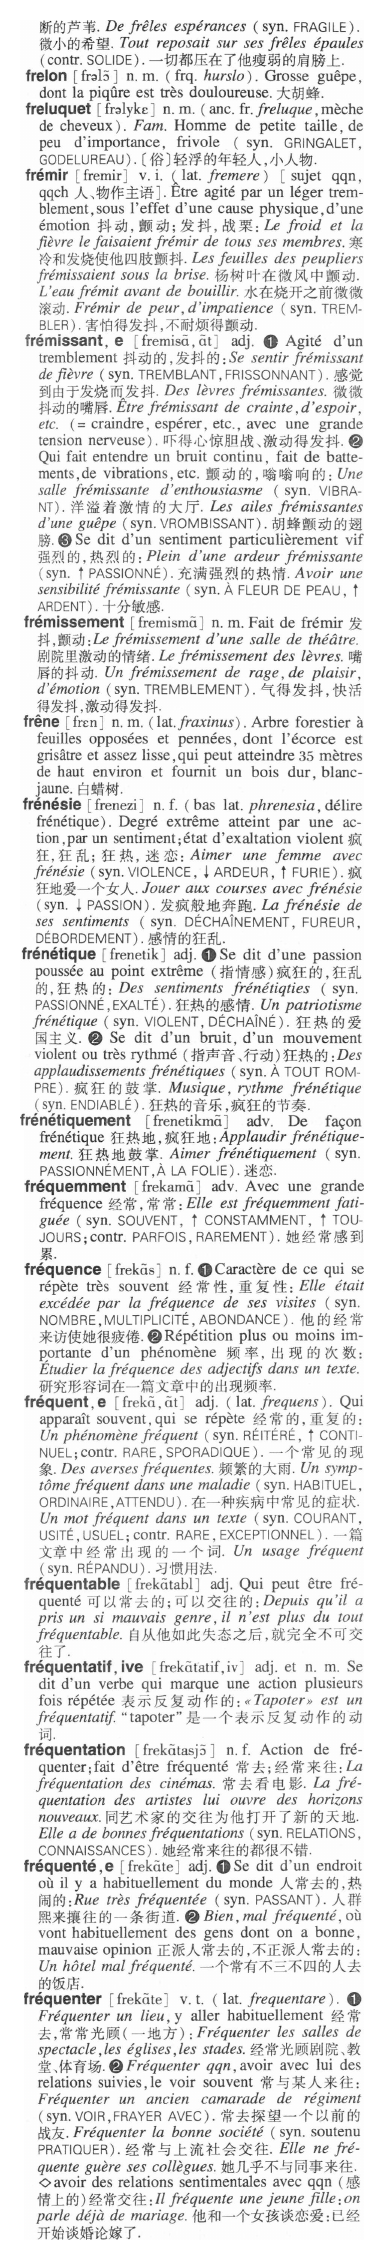 断的芦苇. De frêles espérances ( syn. FRAGILE ).
微小的希望. Tout reposait sur ses frêles épaules
(contr. SOLIDE ). 一切都压在了他瘦弱的肩膀上.
frelon [frəlɔ̃] n. m. ( frq. hurslo ). Grosse guêpe,
dont la piqûre est très douloureuse. 大胡蜂.
freluquet [frəlykɛ] n. m. ( anc. fr. freluque, mèche
de cheveux ). Fam. Homme de petite taille, de
peu d'importance, frivole ( syn. GRINGALET,
GODELUREAU ). 〔俗〕轻浮的年轻人,小人物.
frémir [fremir] v. i. ( lat. fremere ) [ sujet qqn,
qqch 人、物作主语 ]. Être agité par un léger trem-
blement, sous l'effet d'une cause physique, d'une
émotion 抖动, 颤动; 发抖, 战栗: Le froid et la
fièvre le faisaient frémir de tous ses membres. 寒
冷和发烧使他四肢颤抖. Les feuilles des peupliers
frémissaient sous la brise. 杨树叶在微风中颤动.
L'eau frémit avant de bouillir. 水在烧开之前微微
滚动. Frémir de peur, d'impatience ( syn. TREM-
BLER ). 害怕得发抖,不耐烦得颤动.
frémissant, e [fremisɑ̃, ɑ̃t] adj. ❶ Agité d'un
tremblement 抖动的,发抖的: Se sentir frémissant
de fièvre ( syn. TREMBLANT, FRISSONNANT ). 感觉
到由于发烧而发抖. Des lèvres frémissantes. 微微
抖动的嘴唇. Être frémissant de crainte, d'espoir,
etc. ( = craindre, espérer, etc., avec une grande
tension nerveuse ). 吓得心惊胆战、激动得发抖. ❷
Qui fait entendre un bruit continu, fait de batte-
ments, de vibrations, etc. 颤动的, 嗡嗡响的: Une
salle frémissante d'enthousiasme ( syn. VIBRA-
NT ). 洋溢着激情的大厅. Les ailes frémissantes
d'une guêpe (syn. VROMBISSANT ). 胡蜂颤动的翅
膀. ❸ Se dit d'un sentiment particulièrement vif
强烈的, 热烈的: Plein d'une ardeur frémissante
(syn. ↑ PASSIONNÉ ). 充满强烈的热情. Avoir une
sensibilité frémissante ( syn. À FLEUR DE PEAU, ↑
ARDENT ). 十分敏感.
frémissement [fremismɑ̃] n. m. Fait de frémir 发
抖,颤动: Le frémissement d'une salle de théâtre.
剧院里激动的情绪. Le frémissement des lèvres. 嘴
唇的抖动. Un frémissement de rage, de plaisir,
d'émotion ( syn. TREMBLEMENT ). 气得发抖, 快活
得发抖,激动得发抖.
frêne [frɛn] n. m. ( lat. fraxinus ). Arbre forestier à
feuilles opposées et pennées, dont l'écorce est
grisâtre et assez lisse, qui peut atteindre 35 mètres
de haut environ et fournit un bois dur, blanc-
jaune. 白蜡树.
frénésie [frenezi] n. f. ( bas lat. phrenesia, délire
frénétique ). Degré extrême atteint par une ac-
tion, par un sentiment; état d'exaltation violent 疯
狂, 狂乱; 狂热, 迷恋: Aimer une femme avec
frénésie ( syn. VIOLENCE, ↓ ARDEUR, ↑ FURIE ). 疯
狂地爱一个女人. Jouer aux courses avec frénésie
( syn. ↓ PASSION ). 发疯般地奔跑. La frénésie de
ses sentiments ( syn. DÉCHAÎNEMENT, FUREUR,
DÉBORDEMENT ). 感情的狂乱.
frénétique [frenetik] adj. ❶ Se dit d'une passion
poussée au point extrême ( 指情感 ) 疯狂的, 狂乱
的, 狂热的: Des sentiments frénétiqties ( syn.
PASSIONNÉ, EXALTÉ ). 狂热的感情. Un patriotisme
frénétique ( syn. VIOLENT, DÉCHAÎNÉ ). 狂热的爱
国主义. ❷ Se dit d'un bruit, d'un mouvement
violent ou très rythmé ( 指声音、行动) 狂热的: Des
applaudissements frénétiques ( syn. À TOUT ROM-
PRE ). 疯狂的鼓掌. Musique, rythme frénétique
( syn. ENDIABLÉ ). 狂热的音乐,疯狂的节奏.
frénétiquement [frenetikmɑ̃] adv. De façon
frénétique 狂热地, 疯狂地: Applaudir frénétique-
ment. 狂热地鼓掌. Aimer frénétiquement ( syn.
PASSIONNÉMENT, À LA FOLIE ). 迷恋.
fréquemment [frekamɑ̃] adv. Avec une grande
fréquence 经常, 常常: Elle est fréquemment fati-
guée ( syn. SOUVENT, ↑ CONSTAMMENT, ↑ TOU-
JOURS; contr. PARFOIS, RAREMENT ). 她经常感到
累.
fréquence [frekɑ̃s] n. f. ❶ Caractère de ce qui se
répète très souvent 经常性, 重复性: Elle était
excédée par la fréquence de ses visites ( syn.
NOMBRE, MULTIPLICITÉ, ABONDANCE ). 他的经常
来访使她很疲倦. ❷ Répétition plus ou moins im-
portante d'un phénomène 频率, 出现的次数:
Étudier la fréquence des adjectifs dans un texte.
研究形容词在一篇文章中的出现频率.
fréquent, e [frekɑ̃, ɑ̃t] adj. ( lat. frequens ). Qui
apparaît souvent, qui se répète 经常的, 重复的:
Un phénomène fréquent ( syn. RÉITÉRÉ, ↑ CONTI-
NUEL; contr. RARE, SPORADIQUE ). 一个常见的现
象. Des averses fréquentes. 频繁的大雨. Un symp-
tôme fréquent dans une maladie ( syn. HABITUEL,
ORDINAIRE, ATTENDU ). 在一种疾病中常见的症状.
Un mot fréquent dans un texte ( syn. COURANT,
USITÉ, USUEL; contr. RARE, EXCEPTIONNEL ). 一篇
文章中经常出现的一个词. Un usage fréquent
( syn. RÉPANDU ). 习惯用法.
fréquentable [frekɑ̃tabl] adj. Qui peut être fré-
quenté 可以常去的; 可以交往的: Depuis qu'il a
pris un si mauvais genre, il n'est plus du tout
fréquentable. 自从他如此失态之后, 就完全不可交
往了.
fréquentatif, ive [frekɑ̃tatif, iv] adj. et n. m. Se
dit d'un verbe qui marque une action plusieurs
fois répétée 表示反复动作的: « Tapoter » est un
fréquentatif. “tapoter” 是一个表示反复动作的动
词.
fréquentation [frekɑ̃tasjɔ̃] n. f. Action de fré-
quenter; fait d'être fréquenté 常去; 经常来往: La
fréquentation des cinémas. 常去看电影. La fré-
quentation des artistes lui ouvre des horizons
nouveaux. 同艺术家的交往为他打开了新的天地.
Elle a de bonnes fréquentations ( syn. RELATIONS,
CONNAISSANCES ). 她经常来往的都很不错.
fréquenté, e [frekɑ̃te] adj. ❶ Se dit d'un endroit
où il y a habituellement du monde 人常去的, 热
闹的: Rue très fréquentée ( syn. PASSANT ). 人群
熙来攘往的一条街道. ❷ Bien, mal fréquenté, où
vont habituellement des gens dont on a bonne,
mauvaise opinion 正派人常去的, 不正派人常去的:
Un hôtel mal fréquenté. 一个常有不三不四的人去
的饭店.
fréquenter [frekɑ̃te] v. t. ( lat. frequentare ). ❶
Fréquenter un lieu, y aller habituellement 经常
去, 常常光顾 ( 一地方 ): Fréquenter les salles de
spectacle, les églises, les stades. 经常光顾剧院、教
堂、体育场. ❷ Fréquenter qqn, avoir avec lui des
relations suivies, le voir souvent 常与某人来往:
Fréquenter un ancien camarade de régiment
(syn. VOIR, FRAYER AVEC ). 常去探望一个以前的
战友. Fréquenter la bonne société ( syn. soutenu
PRATIQUER ). 经常与上流社会交往. Elle ne fré-
quente guère ses collègues. 她几乎不与同事来往.
◇ avoir des relations sentimentales avec qqn ( 感
情上的) 经常交往: Il fréquente une jeune fille; on
parle déjà de mariage. 他和一个女孩谈恋爱; 已经
开始谈婚论嫁了.